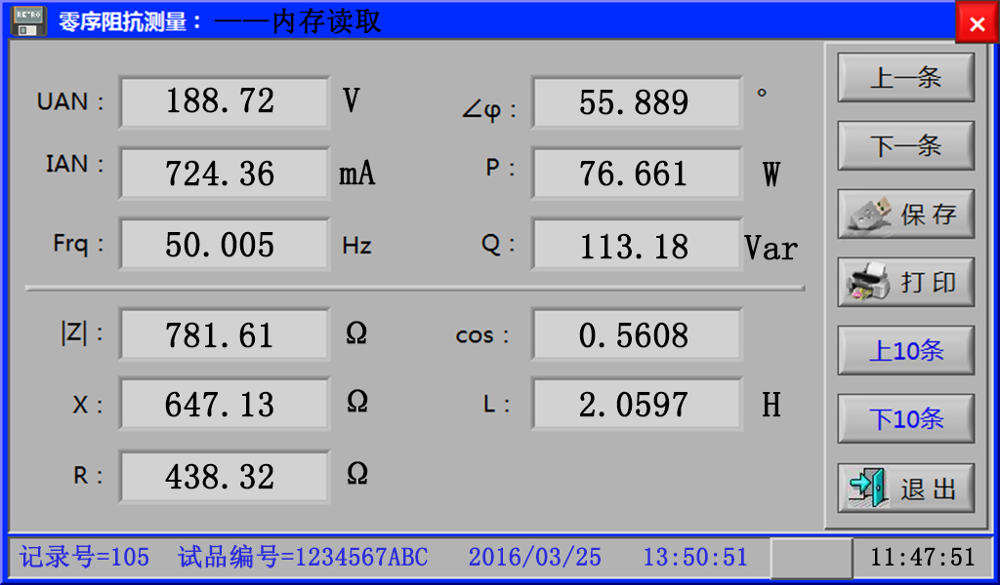 零序阻抗测量：——内存读取
UAN : 188.72 V
∠φ : 55.889 °
IAN : 724.36 mA
P : 76.661 W
Frq : 50.005 Hz
Q : 113.18 Var
|Z| : 781.61 Ω
cos : 0.5608
X : 647.13 Ω
L : 2.0597 H
R : 438.32 Ω
上一条
下一条
保存
打印
上10条
下10条
退出
记录号=105 试品编号=1234567ABC 2016/03/25 13:50:51 11:47:51